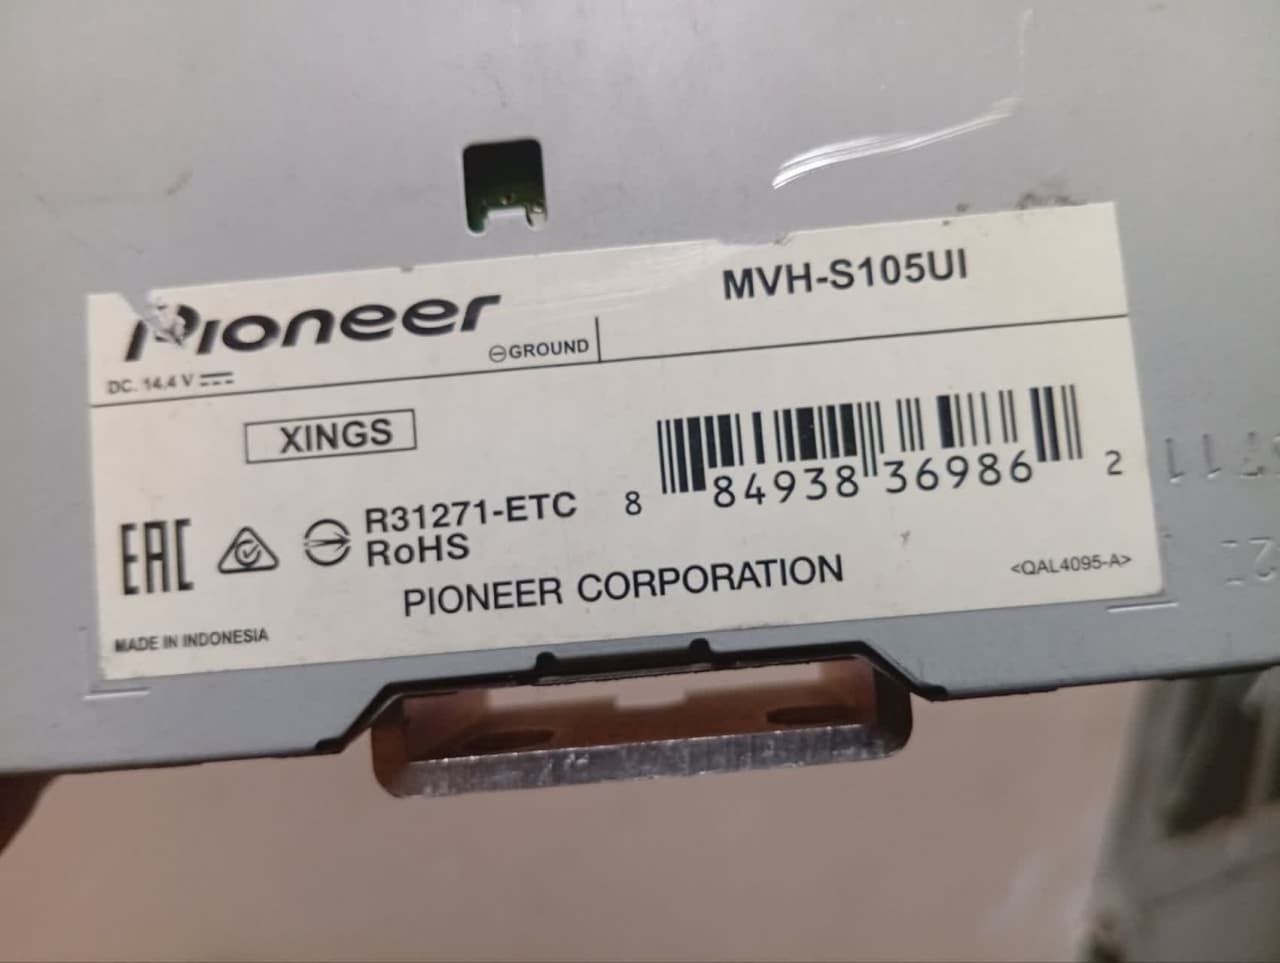 Pioneer
MVH-S105UI
⊖GROUND
DC. 14.4 V
XINGS
8 84938 36986 2
EAC
R31271-ETC
RoHS
PIONEER CORPORATION
<QAL4095-A>
MADE IN INDONESIA